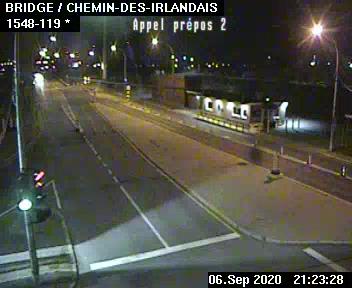 BRIDGE / CHEMIN-DES-IRLANDAIS
1548-119 *
Appel prépos 2
06.Sep 2020 21:23:28